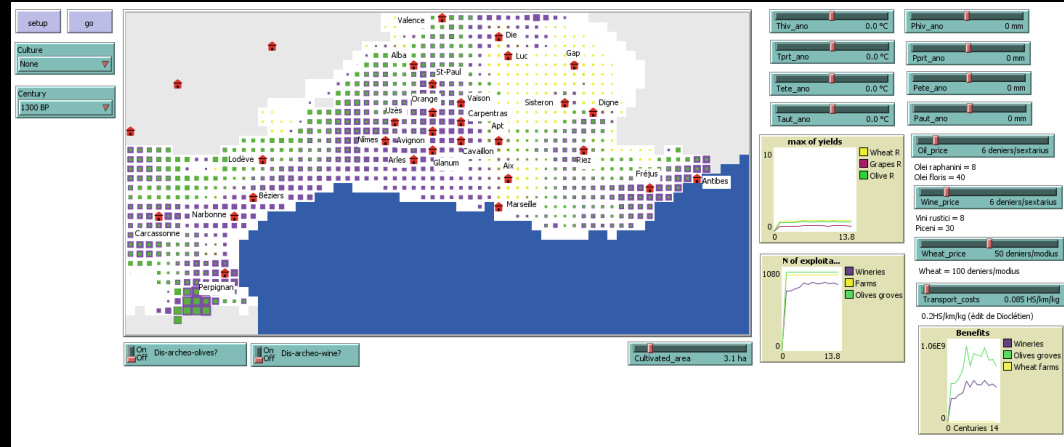 setup
go
Culture
None
Century
1300 BP
Valence
Die
Luc
Alba
Gap
St-Paul
Orange
Vaison
Sisteron
Digne
Uzès
Carpentras
Apt
Nîmes
Avignon
Cavaillon
Lodève
Arles
Glanum
Aix
Riez
Fréjus
Antibes
Béziers
Marseille
Narbonne
Carcassonne
Perpignan
On
Off
Dis-archeo-olives?
On
Off
Dis-archeo-wine?
Cultivated_area
3.1 ha
Thiv_ano
0.0 °C
Phiv_ano
0 mm
Tprt_ano
0.0 °C
Pprt_ano
0 mm
Tete_ano
0.0 °C
Pete_ano
0 mm
Taut_ano
0.0 °C
Paut_ano
0 mm
max of yields
10
0
0
13.8
Wheat R
Grapes R
Olive R
N of exploita...
1080
0
0
13.8
Wineries
Farms
Olives groves
Oil_price
6 deniers/sextarius
Olei raphanini = 8
Olei floris = 40
Wine_price
6 deniers/sextarius
Vini rustici = 8
Piceni = 30
Wheat_price
50 deniers/modius
Wheat = 100 deniers/modius
Transport_costs
0.085 HS/km/kg
0.2HS/km/kg (édit de Dioclétien)
Benefits
1.06E9
0
0
Centuries
14
Wineries
Olives groves
Wheat farms